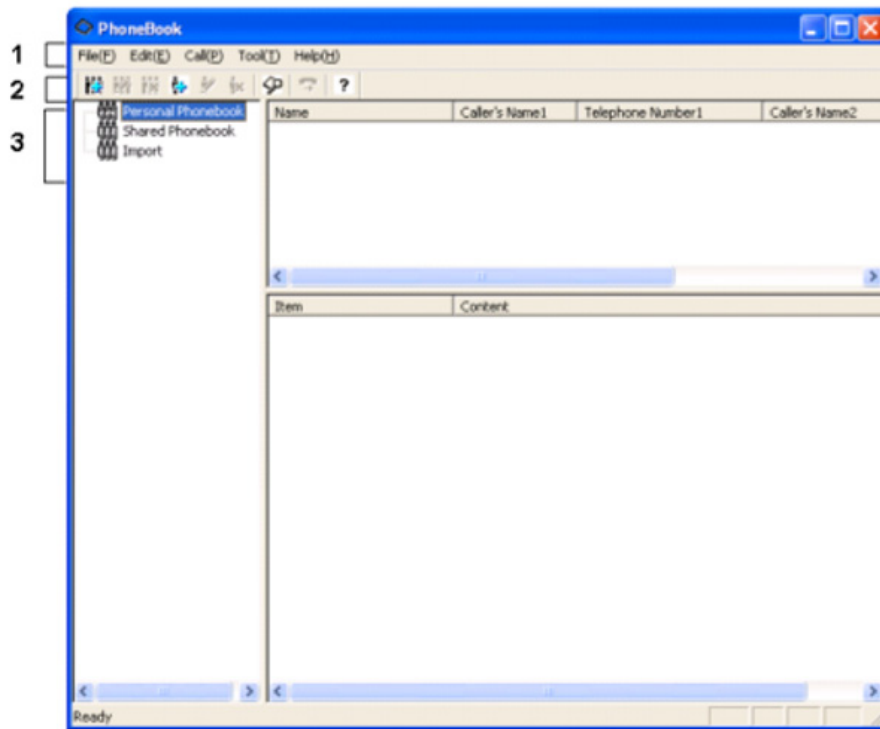 PhoneBook
1
File(F) Edit(E) Call(P) Tool(T) Help(H)
2
?
3
Personal Phonebook
Shared Phonebook
Import
Name Caller's Name1 Telephone Number1 Caller's Name2
Item Content
Ready